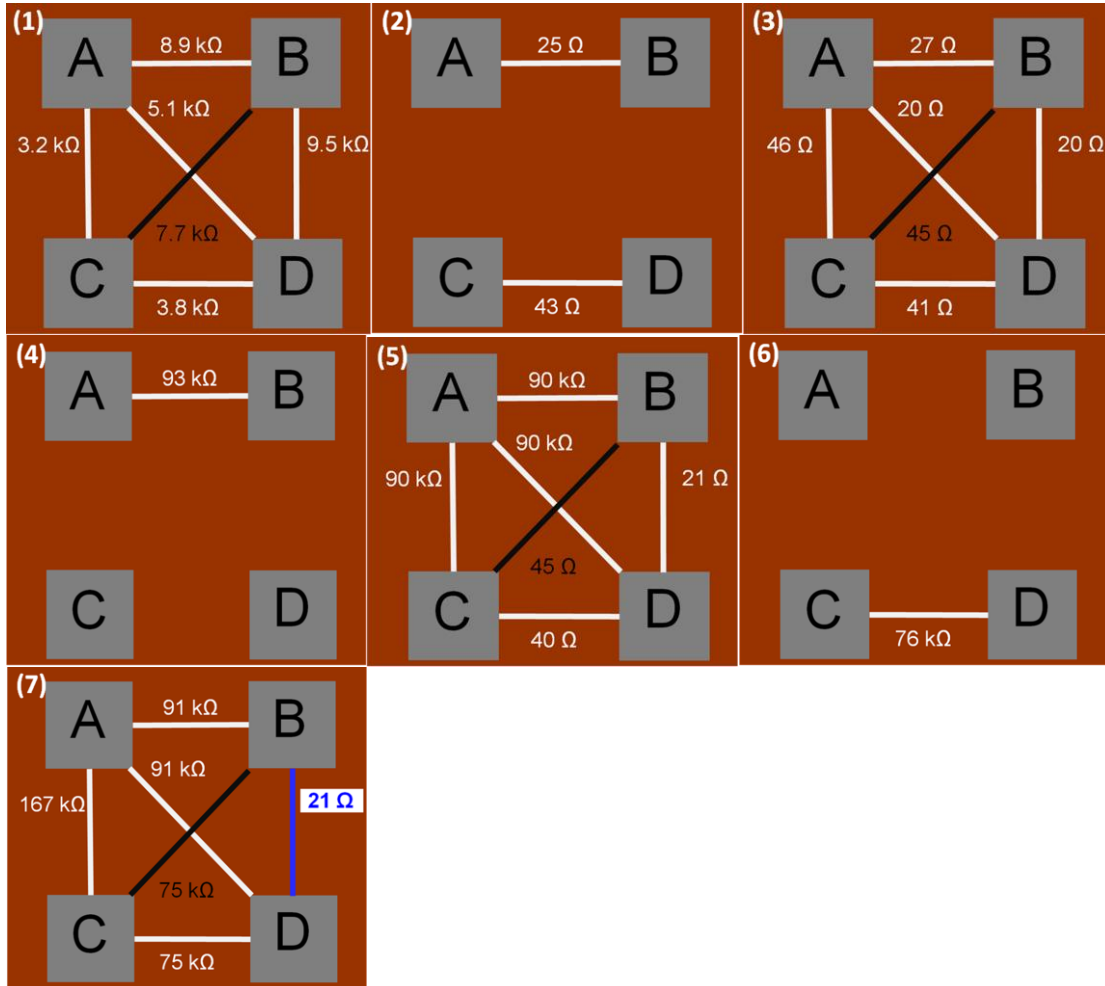 (1)
A
8.9 kΩ
B
5.1 kΩ
3.2 kΩ
9.5 kΩ
7.7 kΩ
C
D
3.8 kΩ
(2)
A
25 Ω
B
C
43 Ω
D
(3)
A
27 Ω
B
20 Ω
46 Ω
20 Ω
45 Ω
C
D
41 Ω
(4)
A
93 kΩ
B
C
D
(5)
A
90 kΩ
B
90 kΩ
90 kΩ
21 Ω
45 Ω
C
D
40 Ω
(6)
A
B
C
D
76 kΩ
(7)
A
91 kΩ
B
91 kΩ
167 kΩ
21 Ω
75 kΩ
C
D
75 kΩ